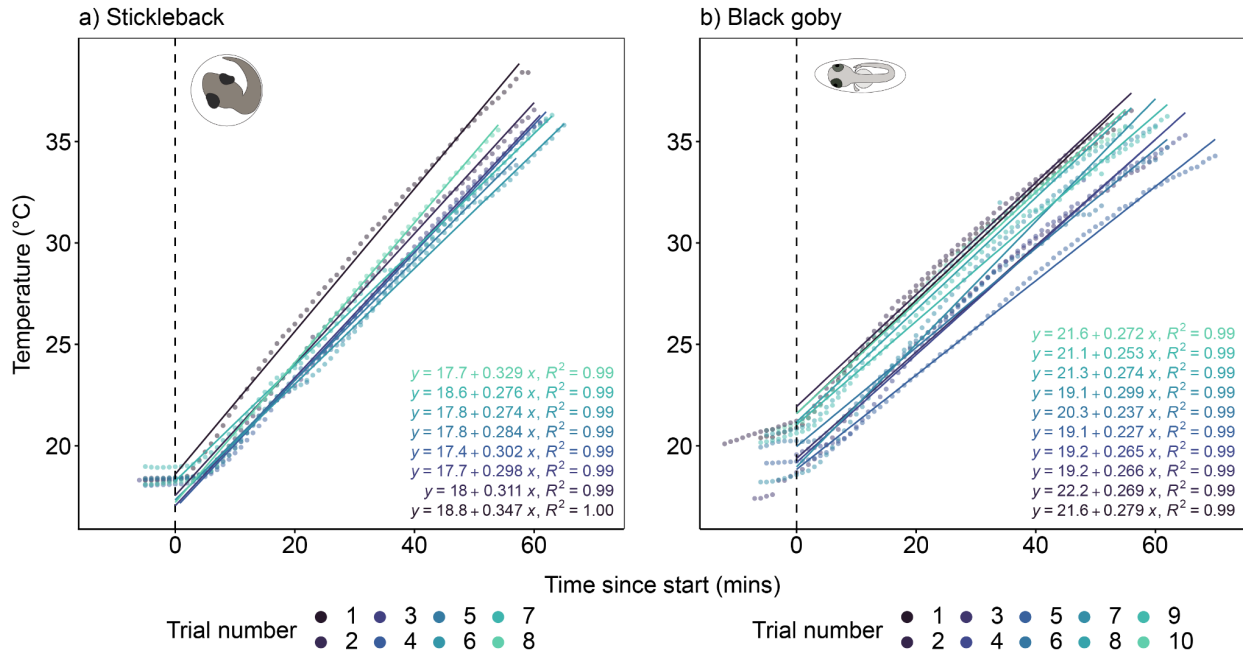 a) Stickleback
b) Black goby
Temperature (°C)
35
30
25
20
y = 17.7 + 0.329 x, R² = 0.99
y = 18.6 + 0.276 x, R² = 0.99
y = 17.8 + 0.274 x, R² = 0.99
y = 17.8 + 0.284 x, R² = 0.99
y = 17.4 + 0.302 x, R² = 0.99
y = 17.7 + 0.298 x, R² = 0.99
y = 18 + 0.311 x, R² = 0.99
y = 18.8 + 0.347 x, R² = 1.00
0
20
40
60
35
30
25
20
y = 21.6 + 0.272 x, R² = 0.99
y = 21.1 + 0.253 x, R² = 0.99
y = 21.3 + 0.274 x, R² = 0.99
y = 19.1 + 0.299 x, R² = 0.99
y = 20.3 + 0.237 x, R² = 0.99
y = 19.1 + 0.227 x, R² = 0.99
y = 19.2 + 0.265 x, R² = 0.99
y = 19.2 + 0.266 x, R² = 0.99
y = 22.2 + 0.269 x, R² = 0.99
y = 21.6 + 0.279 x, R² = 0.99
0
20
40
60
Time since start (mins)
Trial number
1 3 5 7
2 4 6 8
Trial number
1 3 5 7 9
2 4 6 8 10